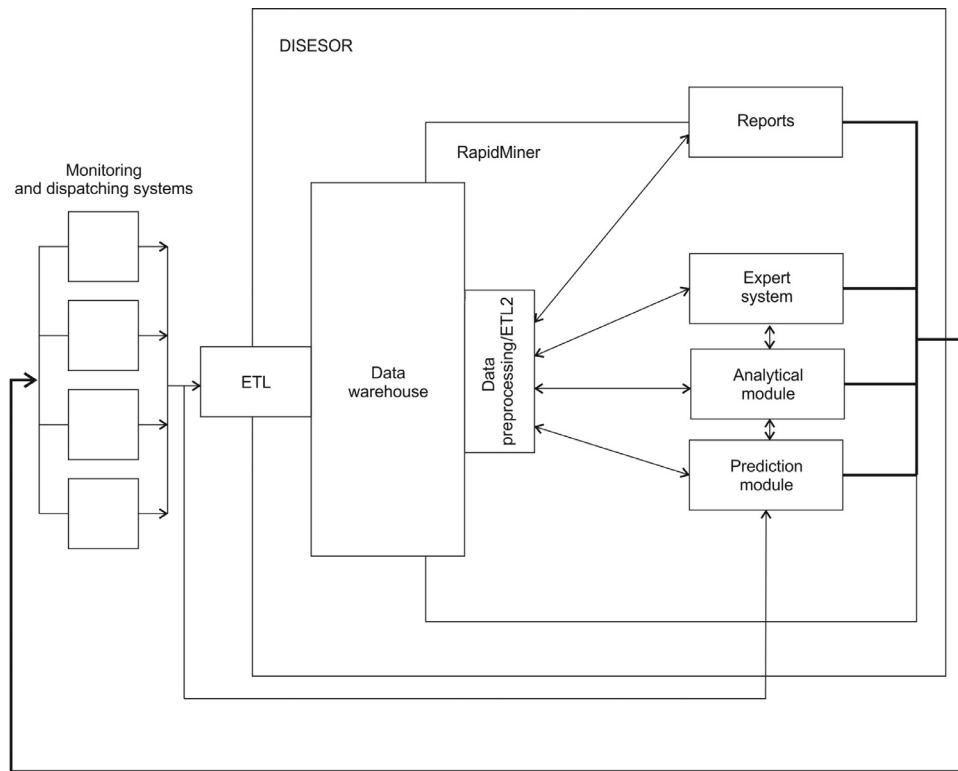 DISESOR
Reports
RapidMiner
Monitoring
and dispatching systems
Expert
system
ETL
Data
warehouse
Data
preprocessing/ETL2
Analytical
module
Prediction
module